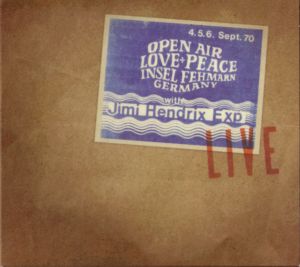 4.5.6. Sept.70
OPEN AIR
LOVE+PEACE
INSEL FEHMARN
GERMANY
with:
Jimi Hendrix Exp
LIVE